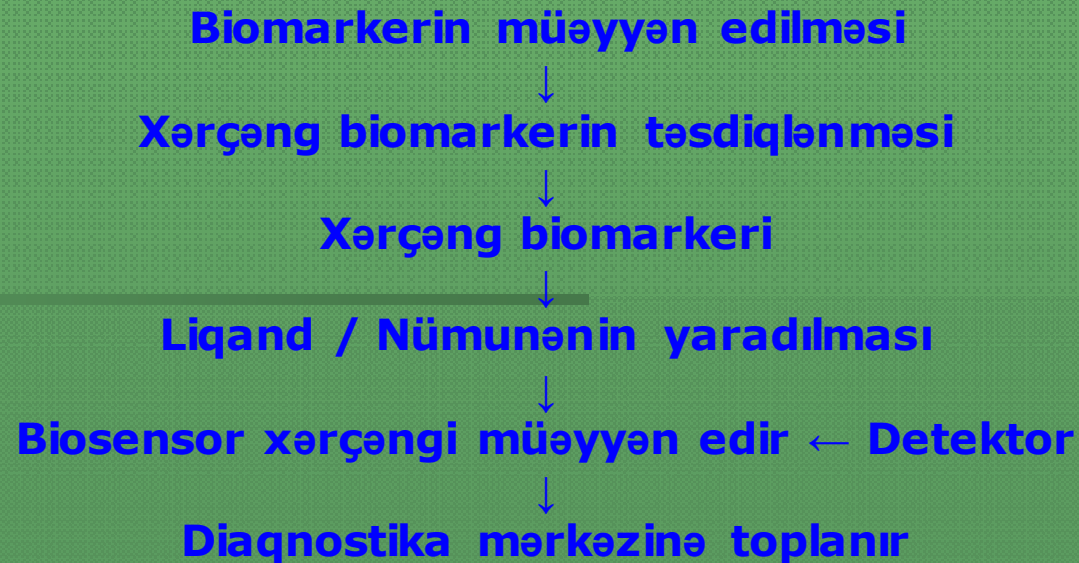 Biomarkerin müəyyən edilməsi
↓
Xərçəng biomarkerin təsdiqlənməsi
↓
Xərçəng biomarkeri
↓
Liqand / Nümunənin yaradılması
↓
Biosensor xərçəngi müəyyən edir ← Detektor
↓
Diaqnostika mərkəzinə toplanır